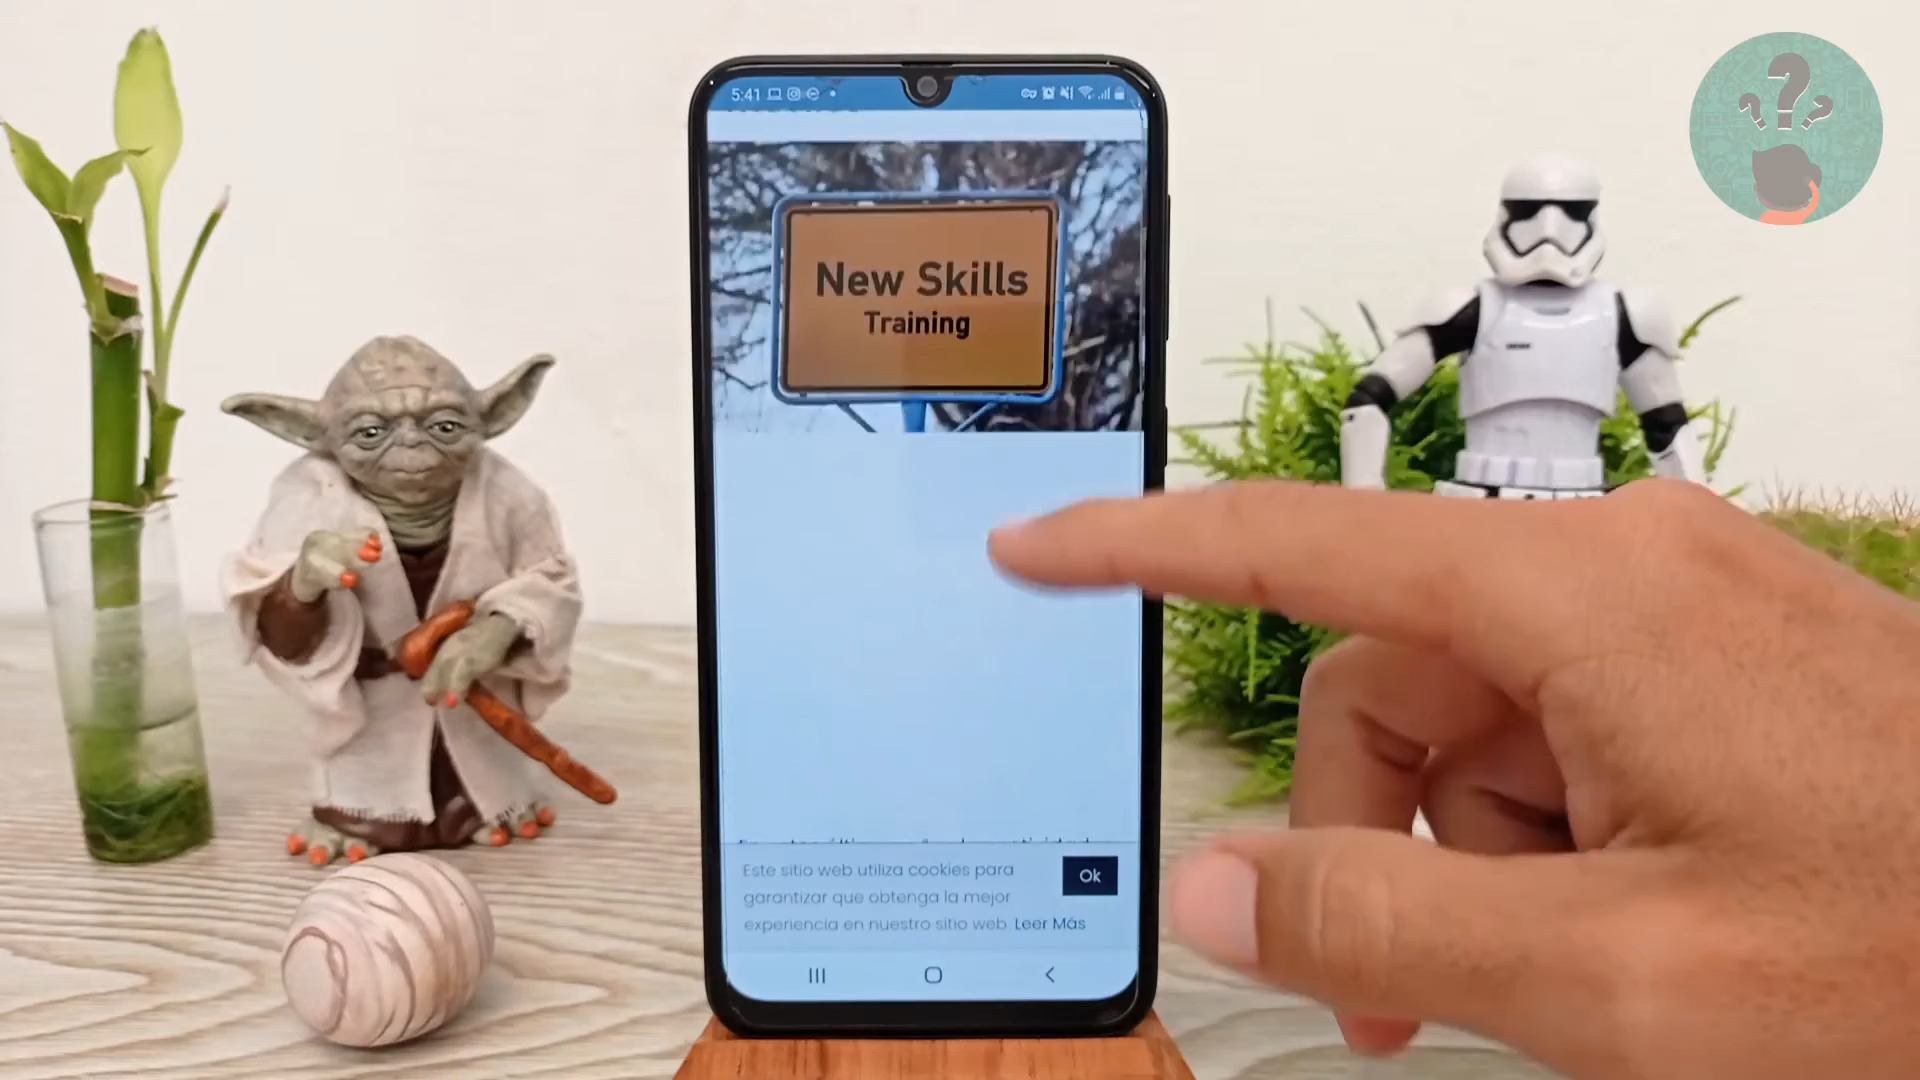 5:41
New Skills
Training
Este sitio web utiliza cookies para
garantizar que obtenga la mejor
experiencia en nuestro sitio web Leer Más
Ok